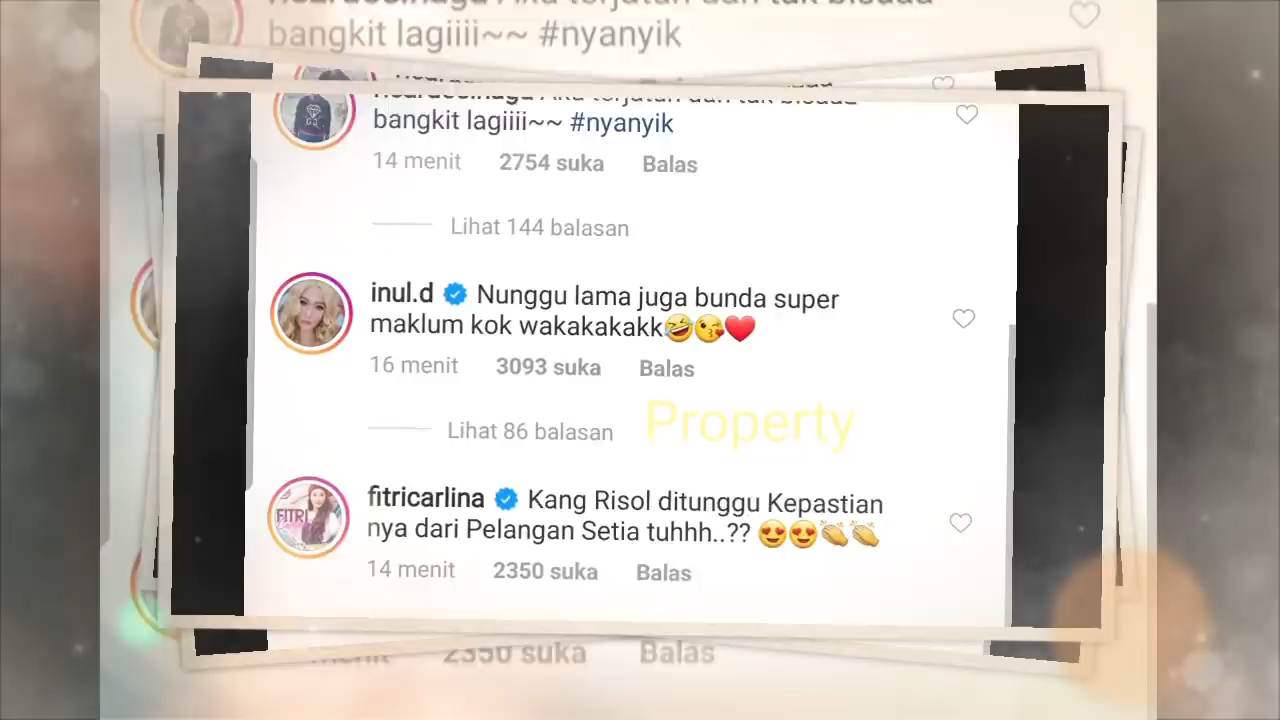 bangkit lagiiii~~ #nyanyik
bangkit lagiiii~~ #nyanyik
14 menit 2754 suka Balas
Lihat 144 balasan
inul.d Nunggu lama juga bunda super
maklum kok wakakakakk🤣😘❤️
16 menit 3093 suka Balas
Lihat 86 balasan
Property
fitricarlina Kang Risol ditunggu Kepastian
nya dari Pelangan Setia tuhhh..?? 😍😍👏👏
FITRI
14 menit 2350 suka Balas
menit 2350 suka Balas